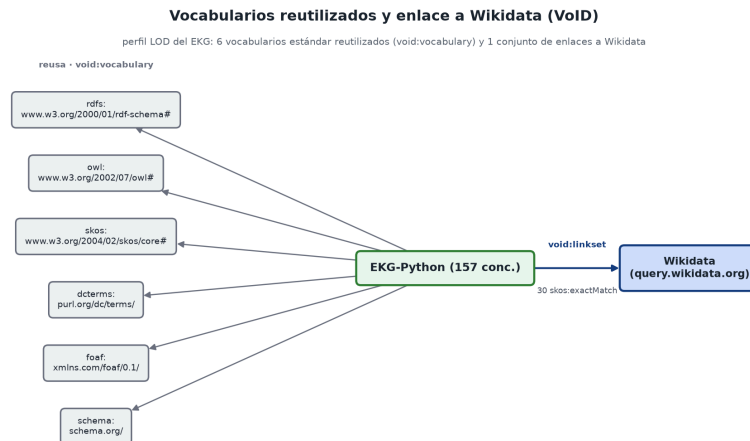 Vocabularios reutilizados y enlace a Wikidata (VoID)
perfil LOD del EKG: 6 vocabularios estándar reutilizados (void:vocabulary) y 1 conjunto de enlaces a Wikidata
reusa · void:vocabulary
rdfs:
www.w3.org/2000/01/rdf-schema#
owl:
www.w3.org/2002/07/owl#
skos:
www.w3.org/2004/02/skos/core#
dcterms:
purl.org/dc/terms/
foaf:
xmlns.com/foaf/0.1/
schema:
schema.org/
EKG-Python (157 conc.)
void:linkset
30 skos:exactMatch
Wikidata
(query.wikidata.org)